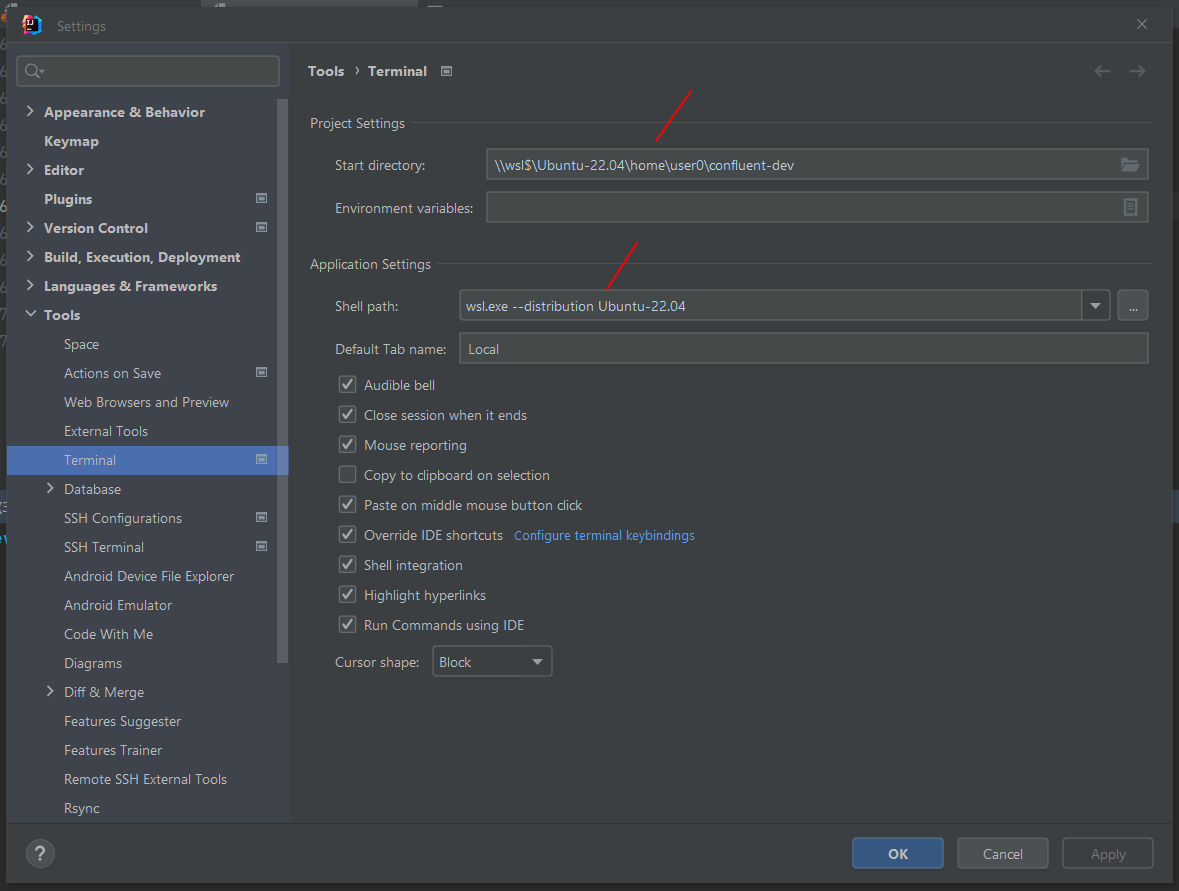 Settings
Tools › Terminal
Appearance & Behavior
Keymap
Editor
Plugins
Version Control
Build, Execution, Deployment
Languages & Frameworks
Tools
Space
Actions on Save
Web Browsers and Preview
External Tools
Terminal
Database
SSH Configurations
SSH Terminal
Android Device File Explorer
Android Emulator
Code With Me
Diagrams
Diff & Merge
Features Suggester
Features Trainer
Remote SSH External Tools
Rsync
Project Settings
Start directory: \\wsl$\Ubuntu-22.04\home\user0\confluent-dev
Environment variables:
Application Settings
Shell path: wsl.exe --distribution Ubuntu-22.04
...
Default Tab name: Local
Audible bell
Close session when it ends
Mouse reporting
Copy to clipboard on selection
Paste on middle mouse button click
Override IDE shortcuts Configure terminal keybindings
Shell integration
Highlight hyperlinks
Run Commands using IDE
Cursor shape: Block
?
OK Cancel Apply